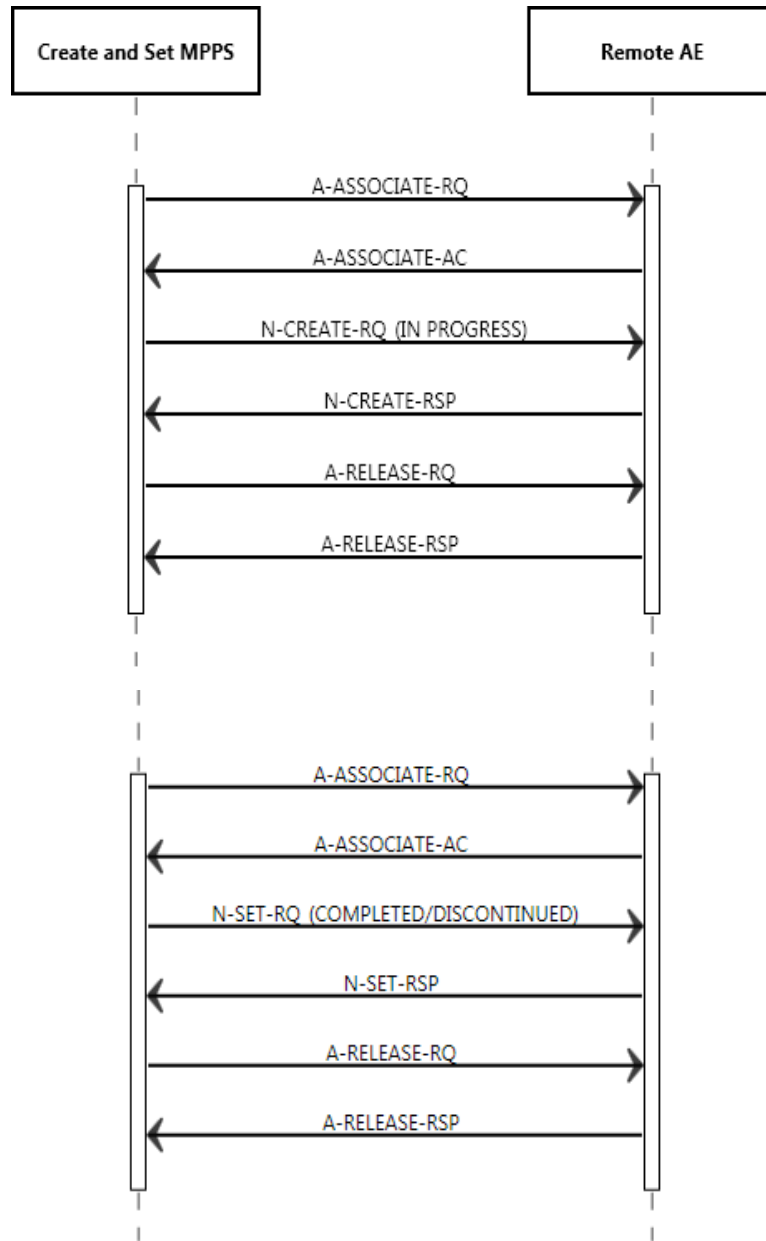 Create and Set MPPS
Remote AE
A-ASSOCIATE-RQ
A-ASSOCIATE-AC
N-CREATE-RQ (IN PROGRESS)
N-CREATE-RSP
A-RELEASE-RQ
A-RELEASE-RSP
A-ASSOCIATE-RQ
A-ASSOCIATE-AC
N-SET-RQ (COMPLETED/DISCONTINUED)
N-SET-RSP
A-RELEASE-RQ
A-RELEASE-RSP